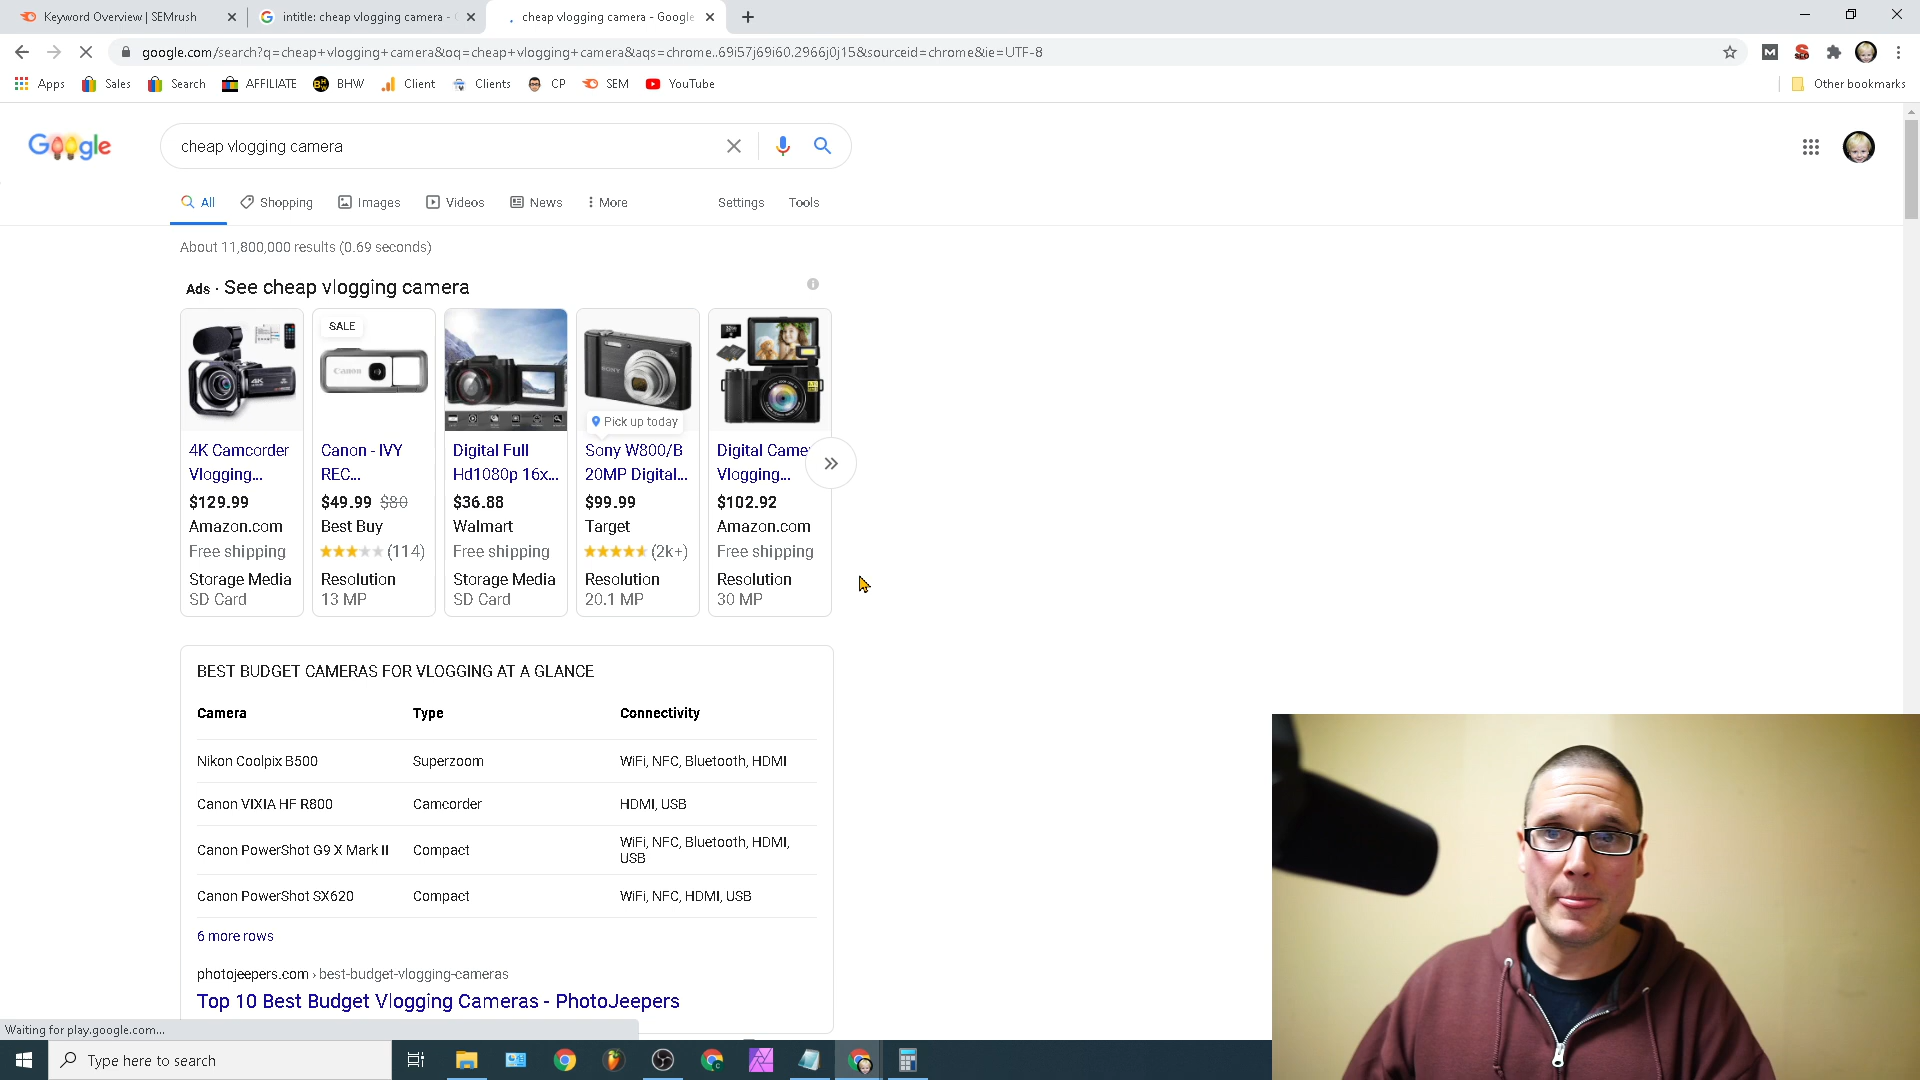 Keyword Overview | SEMrush
intitle: cheap vlogging camera -
cheap vlogging camera - Google
google.com/search?q=cheap+vlogging+camera&oq=cheap+vlogging+camera&aqs=chrome..69i57j69i60.2966j0j15&sourceid=chrome&ie=UTF-8
Apps Sales Search AFFILIATE BHW Client Clients CP SEM YouTube Other bookmarks
Google
cheap vlogging camera
All Shopping Images Videos News More Settings Tools
About 11,800,000 results (0.69 seconds)
Ads · See cheap vlogging camera
4K Camcorder
Vlogging...
$129.99
Amazon.com
Free shipping
Storage Media
SD Card
SALE
Canon - IVY
REC...
$49.99 $80
Best Buy
(114)
Resolution
13 MP
Digital Full
Hd1080p 16x...
$36.88
Walmart
Free shipping
Storage Media
SD Card
Pick up today
Sony W800/B
20MP Digital...
$99.99
Target
(2k+)
Resolution
20.1 MP
Digital Came
Vlogging...
$102.92
Amazon.com
Free shipping
Resolution
30 MP
BEST BUDGET CAMERAS FOR VLOGGING AT A GLANCE
Camera Type Connectivity
Nikon Coolpix B500 Superzoom WiFi, NFC, Bluetooth, HDMI
Canon VIXIA HF R800 Camcorder HDMI, USB
Canon PowerShot G9 X Mark II Compact WiFi, NFC, Bluetooth, HDMI,
USB
Canon PowerShot SX620 Compact WiFi, NFC, HDMI, USB
6 more rows
photojeepers.com › best-budget-vlogging-cameras
Top 10 Best Budget Vlogging Cameras - PhotoJeepers
Waiting for play.google.com...
Type here to search